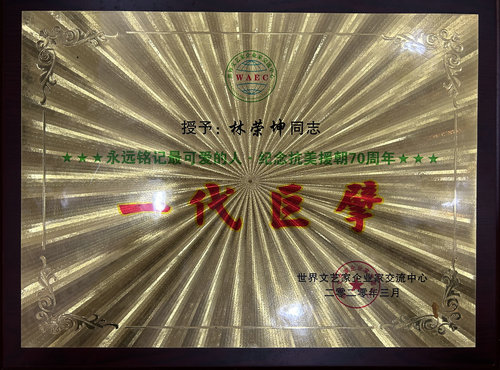 WAEC
授予：林荣坤同志
★★★永远铭记最可爱的人·纪念抗美援朝70周年★★★
一代巨擘
世界文艺家企业家交流中心
二零二零年三月